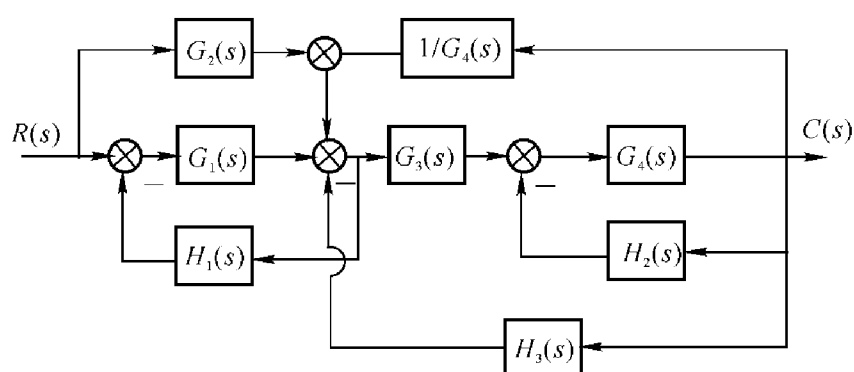 G₂(s)
1/G₄(s)
R(s)
G₁(s)
G₃(s)
G₄(s)
C(s)
−
−
−
H₁(s)
H₂(s)
H₃(s)